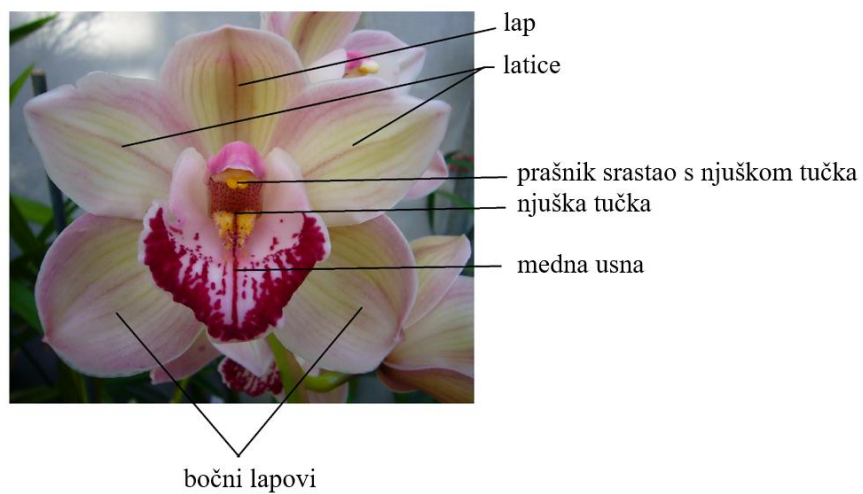 lap
latice
prašnik srastao s njuškom tučka
njuška tučka
medna usna
bočni lapovi